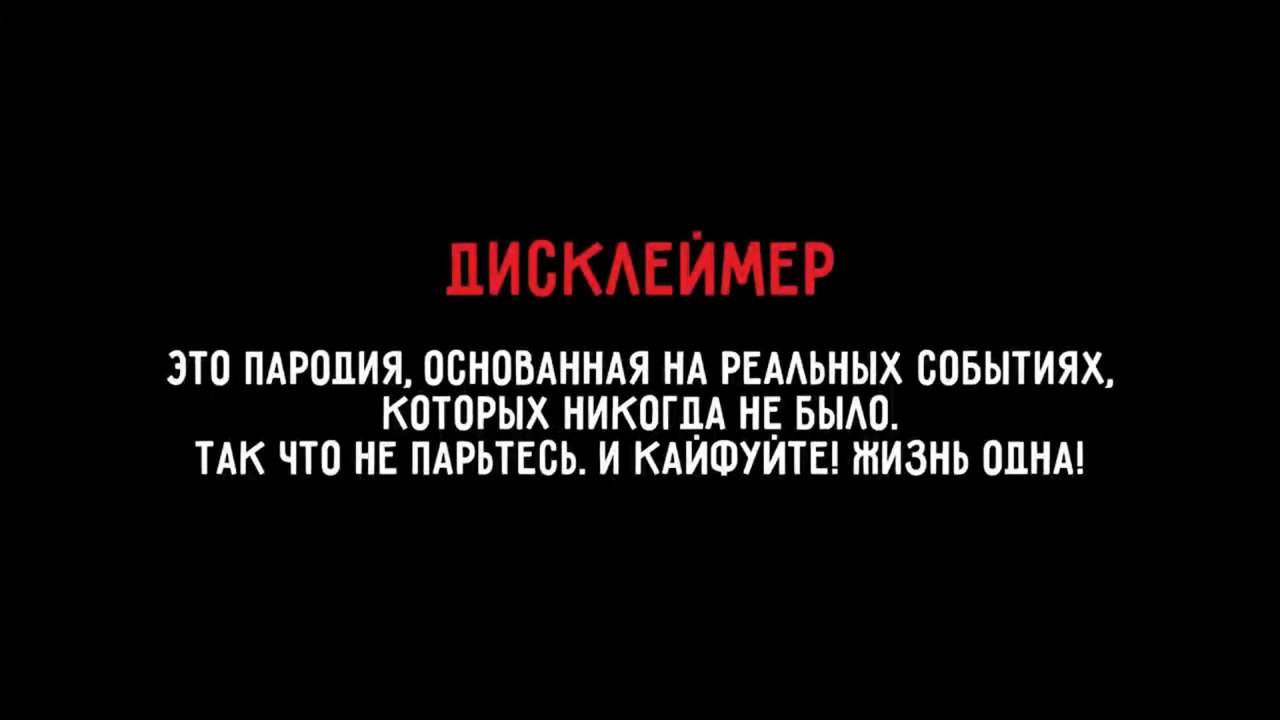 ДИСКЛЕЙМЕР
ЭТО ПАРОДИЯ, ОСНОВАННАЯ НА РЕАЛЬНЫХ СОБЫТИЯХ,
КОТОРЫХ НИКОГДА НЕ БЫЛО.
ТАК ЧТО НЕ ПАРЬТЕСЬ. И КАЙФУЙТЕ! ЖИЗНЬ ОДНА!